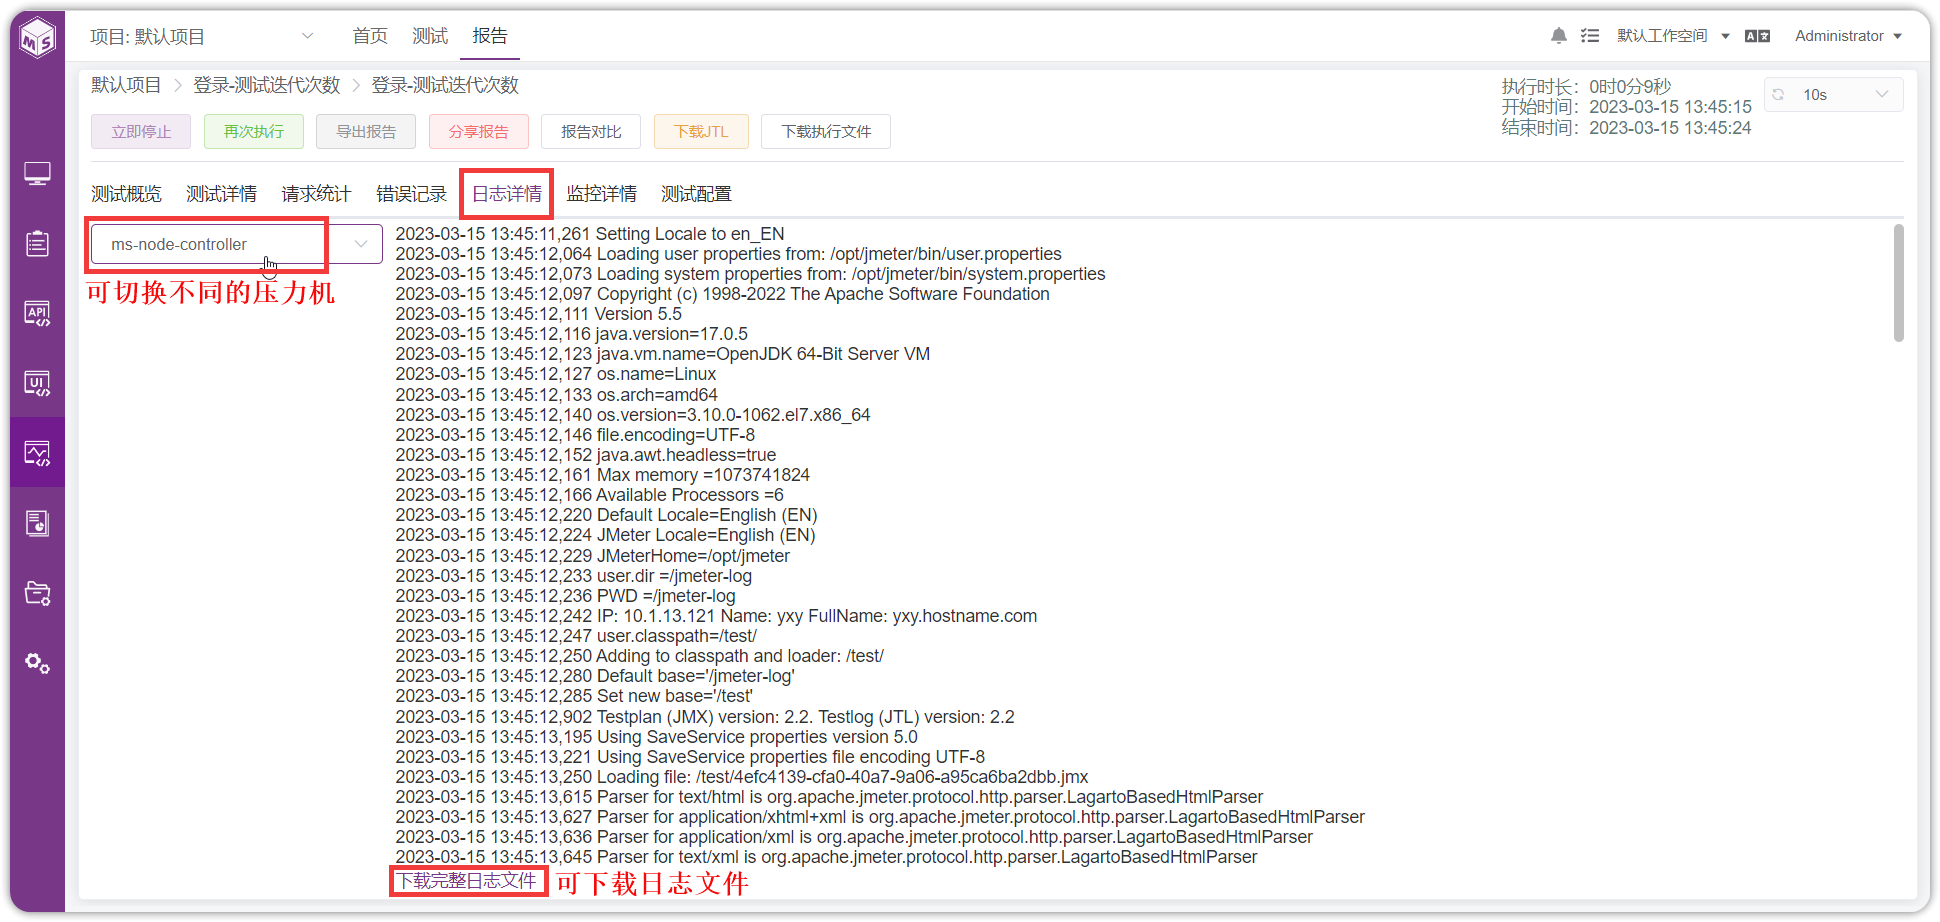 MS
项目: 默认项目
首页
测试
报告
默认工作空间
Administrator
默认项目 > 登录-测试迭代次数 > 登录-测试迭代次数
执行时长: 0时0分9秒
开始时间: 2023-03-15 13:45:15
结束时间: 2023-03-15 13:45:24
10s
立即停止
再次执行
导出报告
分享报告
报告对比
下载JTL
下载执行文件
测试概览
测试详情
请求统计
错误记录
日志详情
监控详情
测试配置
API
UI
ms-node-controller
可切换不同的压力机
2023-03-15 13:45:11,261 Setting Locale to en_EN
2023-03-15 13:45:12,064 Loading user properties from: /opt/jmeter/bin/user.properties
2023-03-15 13:45:12,073 Loading system properties from: /opt/jmeter/bin/system.properties
2023-03-15 13:45:12,097 Copyright (c) 1998-2022 The Apache Software Foundation
2023-03-15 13:45:12,111 Version 5.5
2023-03-15 13:45:12,116 java.version=17.0.5
2023-03-15 13:45:12,123 java.vm.name=OpenJDK 64-Bit Server VM
2023-03-15 13:45:12,127 os.name=Linux
2023-03-15 13:45:12,133 os.arch=amd64
2023-03-15 13:45:12,140 os.version=3.10.0-1062.el7.x86_64
2023-03-15 13:45:12,146 file.encoding=UTF-8
2023-03-15 13:45:12,152 java.awt.headless=true
2023-03-15 13:45:12,161 Max memory =1073741824
2023-03-15 13:45:12,166 Available Processors =6
2023-03-15 13:45:12,220 Default Locale=English (EN)
2023-03-15 13:45:12,224 JMeter Locale=English (EN)
2023-03-15 13:45:12,229 JMeterHome=/opt/jmeter
2023-03-15 13:45:12,233 user.dir =/jmeter-log
2023-03-15 13:45:12,236 PWD =/jmeter-log
2023-03-15 13:45:12,242 IP: 10.1.13.121 Name: yxy FullName: yxy.hostname.com
2023-03-15 13:45:12,247 user.classpath=/test/
2023-03-15 13:45:12,250 Adding to classpath and loader: /test/
2023-03-15 13:45:12,280 Default base='/jmeter-log'
2023-03-15 13:45:12,285 Set new base='/test'
2023-03-15 13:45:12,902 Testplan (JMX) version: 2.2. Testlog (JTL) version: 2.2
2023-03-15 13:45:13,195 Using SaveService properties version 5.0
2023-03-15 13:45:13,221 Using SaveService properties file encoding UTF-8
2023-03-15 13:45:13,250 Loading file: /test/4efc4139-cfa0-40a7-9a06-a95ca6ba2dbb.jmx
2023-03-15 13:45:13,615 Parser for text/html is org.apache.jmeter.protocol.http.parser.LagartoBasedHtmlParser
2023-03-15 13:45:13,627 Parser for application/xhtml+xml is org.apache.jmeter.protocol.http.parser.LagartoBasedHtmlParser
2023-03-15 13:45:13,636 Parser for application/xml is org.apache.jmeter.protocol.http.parser.LagartoBasedHtmlParser
2023-03-15 13:45:13,645 Parser for text/xml is org.apache.jmeter.protocol.http.parser.LagartoBasedHtmlParser
下载完整日志文件
可下载日志文件